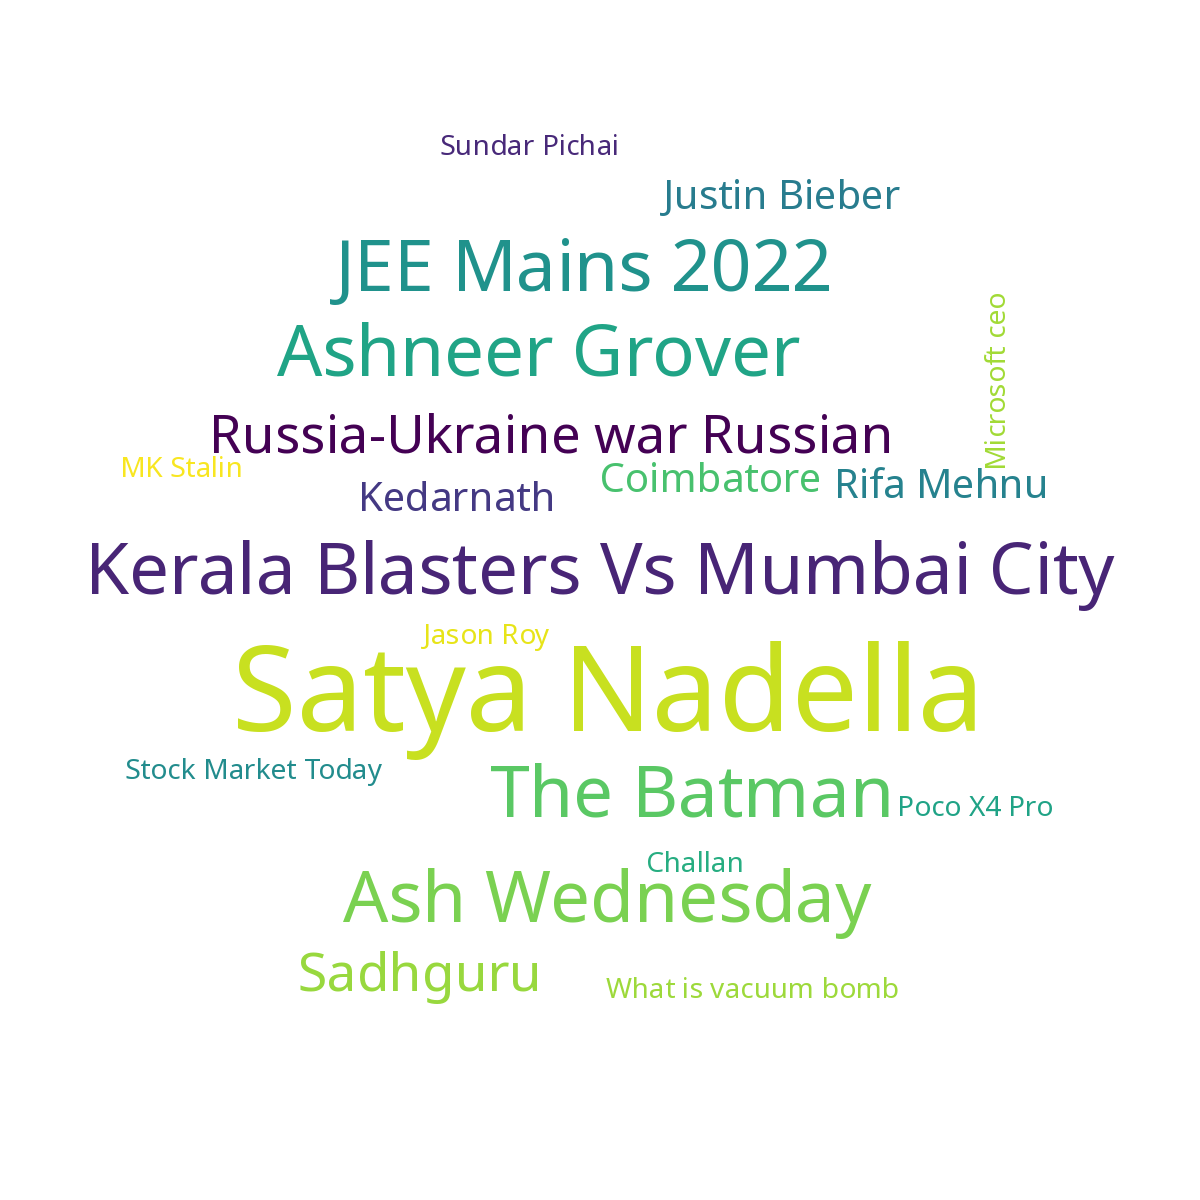 Sundar Pichai
Justin Bieber
JEE Mains 2022
Microsoft ceo
Ashneer Grover
Russia-Ukraine war Russian
MK Stalin
Coimbatore
Rifa Mehnu
Kedarnath
Kerala Blasters Vs Mumbai City
Jason Roy
Satya Nadella
Stock Market Today
The Batman
Poco X4 Pro
Challan
Ash Wednesday
Sadhguru
What is vacuum bomb